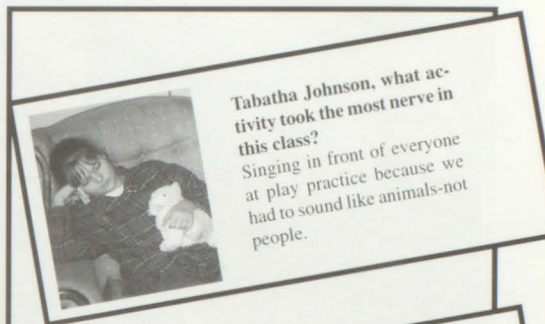 Tabatha Johnson, what ac-
tivity took the most nerve in
this class?
Singing in front of everyone
at play practice because we
had to sound like animals-not
people.